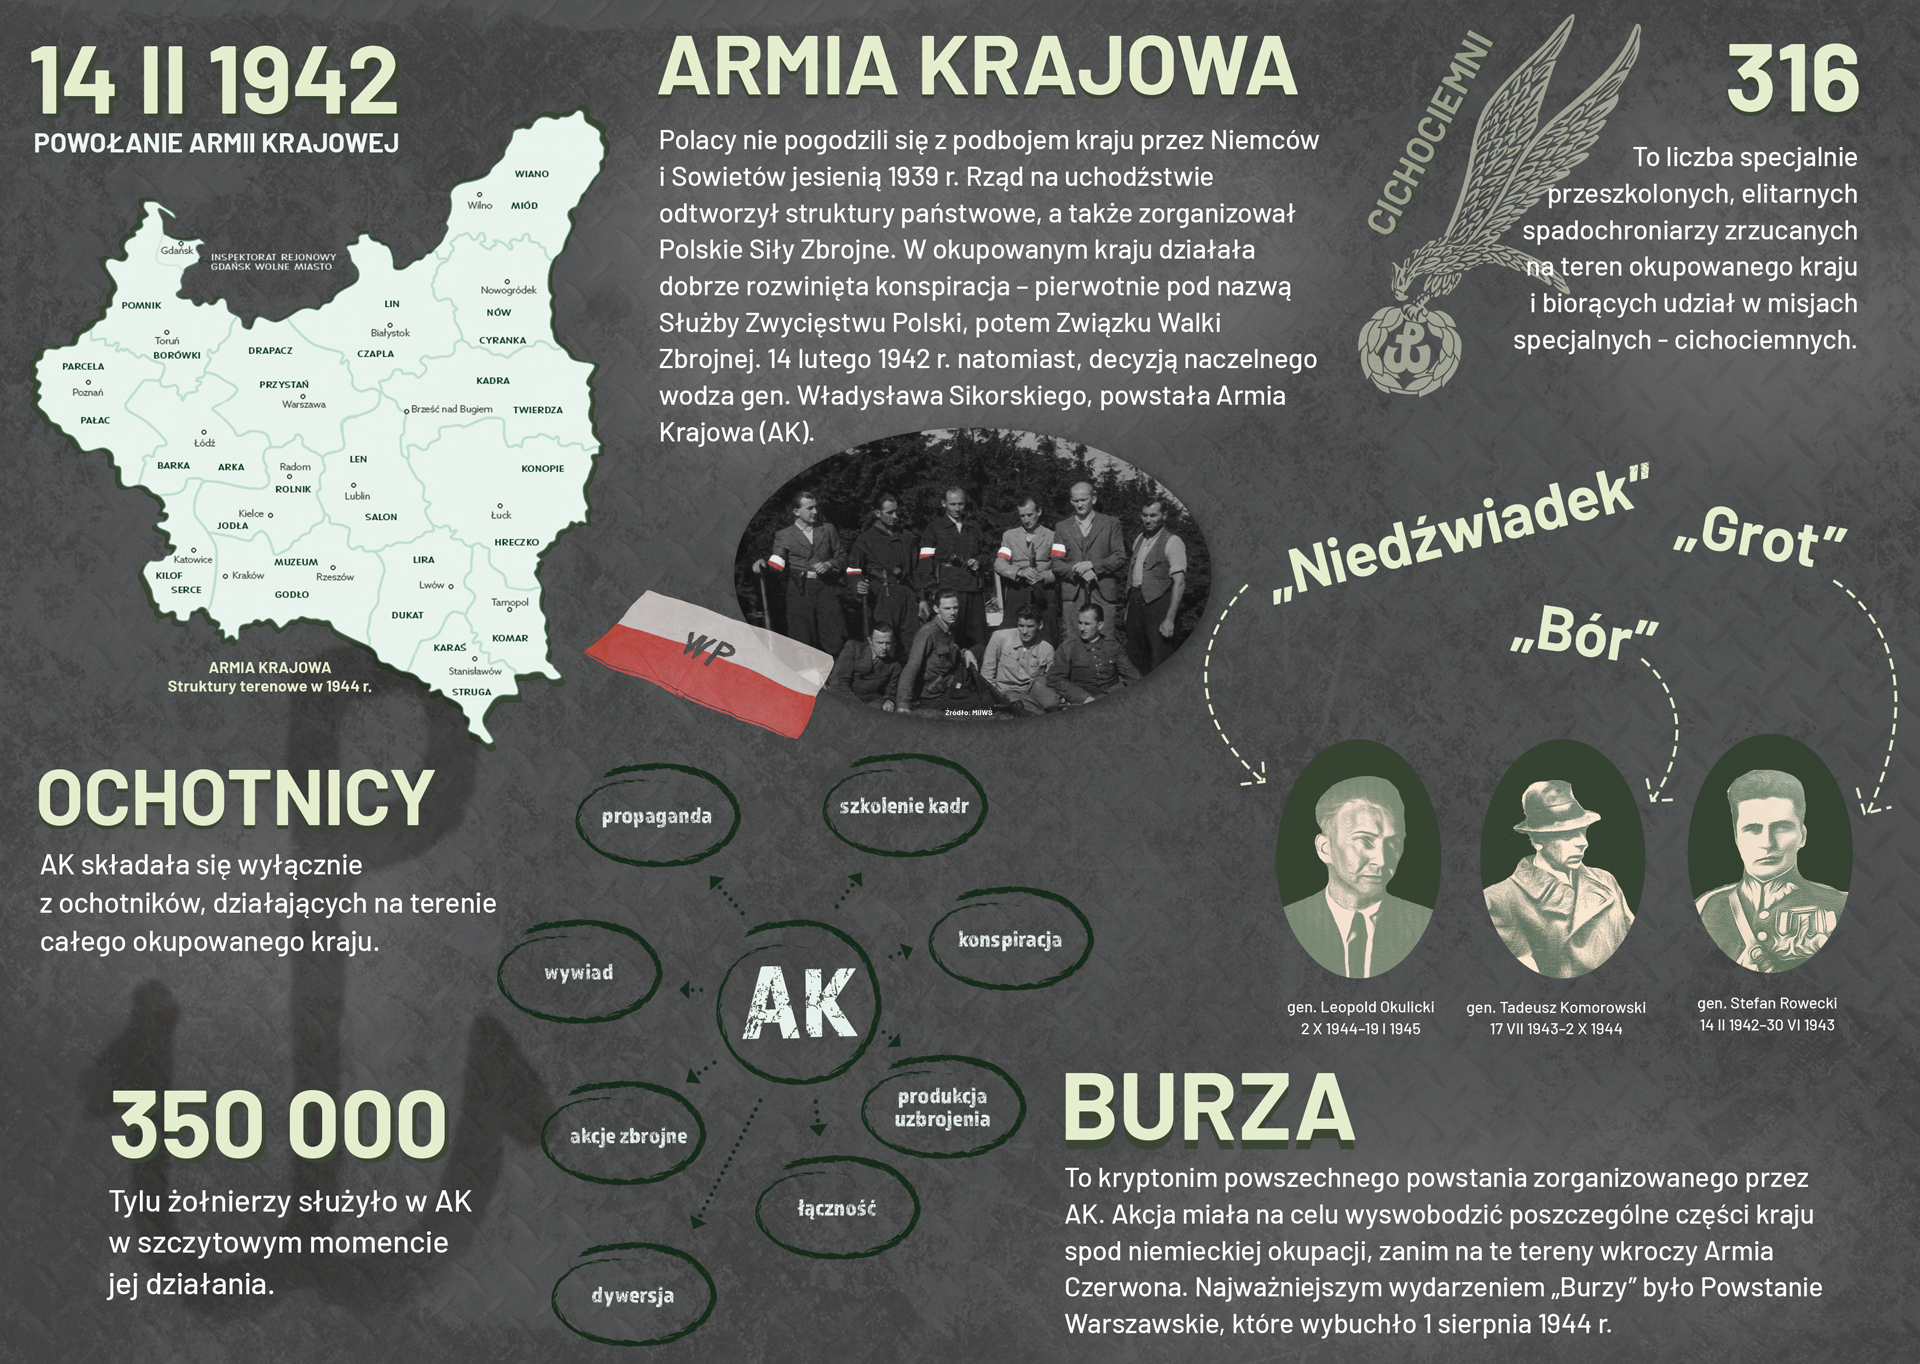 14 II 1942
POWOŁANIE ARMII KRAJOWEJ
WIANO
Wilno
MIÓD
Gdańsk
INSPEKTORAT REJONOWY
GDAŃSK WOLNE MIASTO
Nowogródek
POMNIK
LIN
NÓW
Toruń
Białystok
BORÓWKI
DRAPACZ
CZAPLA
CYRANKA
PARCELA
PRZYSTAŃ
KADRA
Poznań
Warszawa
Brześć nad Bugiem
TWIERDZA
PAŁAC
Łódź
BARKA
ARKA
Radom
LEN
KONOPIE
ROLNIK
Lublin
Kielce
SALON
Łuck
JODŁA
HRECZKO
Katowice
MUZEUM
LIRA
KILOF
Kraków
Rzeszów
Lwów
SERCE
GODŁO
Tarnopol
DUKAT
KOMAR
KARAŚ
Stanisławów
STRUGA
ARMIA KRAJOWA
Struktury terenowe w 1944 r.
ARMIA KRAJOWA
Polacy nie pogodzili się z podbojem kraju przez Niemców
i Sowietów jesienią 1939 r. Rząd na uchodźstwie
odtworzył struktury państwowe, a także zorganizował
Polskie Siły Zbrojne. W okupowanym kraju działała
dobrze rozwinięta konspiracja – pierwotnie pod nazwą
Służby Zwycięstwu Polski, potem Związku Walki
Zbrojnej. 14 lutego 1942 r. natomiast, decyzją naczelnego
wodza gen. Władysława Sikorskiego, powstała Armia
Krajowa (AK).
WP
Źródło: MIIWŚ
CICHOCIEMNI
316
To liczba specjalnie
przeszkolonych, elitarnych
spadochroniarzy zrzucanych
na teren okupowanego kraju
i biorących udział w misjach
specjalnych - cichociemnych.
„Niedźwiadek”
„Grot”
„Bór”
gen. Leopold Okulicki
2 X 1944–19 I 1945
gen. Tadeusz Komorowski
17 VII 1943–2 X 1944
gen. Stefan Rowecki
14 II 1942–30 VI 1943
OCHOTNICY
AK składała się wyłącznie
z ochotników, działających na terenie
całego okupowanego kraju.
350 000
Tylu żołnierzy służyło w AK
w szczytowym momencie
jej działania.
propaganda
szkolenie kadr
konspiracja
wywiad
AK
produkcja
uzbrojenia
akcje zbrojne
łączność
dywersja
BURZA
To kryptonim powszechnego powstania zorganizowanego przez
AK. Akcja miała na celu wyswobodzić poszczególne części kraju
spod niemieckiej okupacji, zanim na te tereny wkroczy Armia
Czerwona. Najważniejszym wydarzeniem „Burzy” było Powstanie
Warszawskie, które wybuchło 1 sierpnia 1944 r.